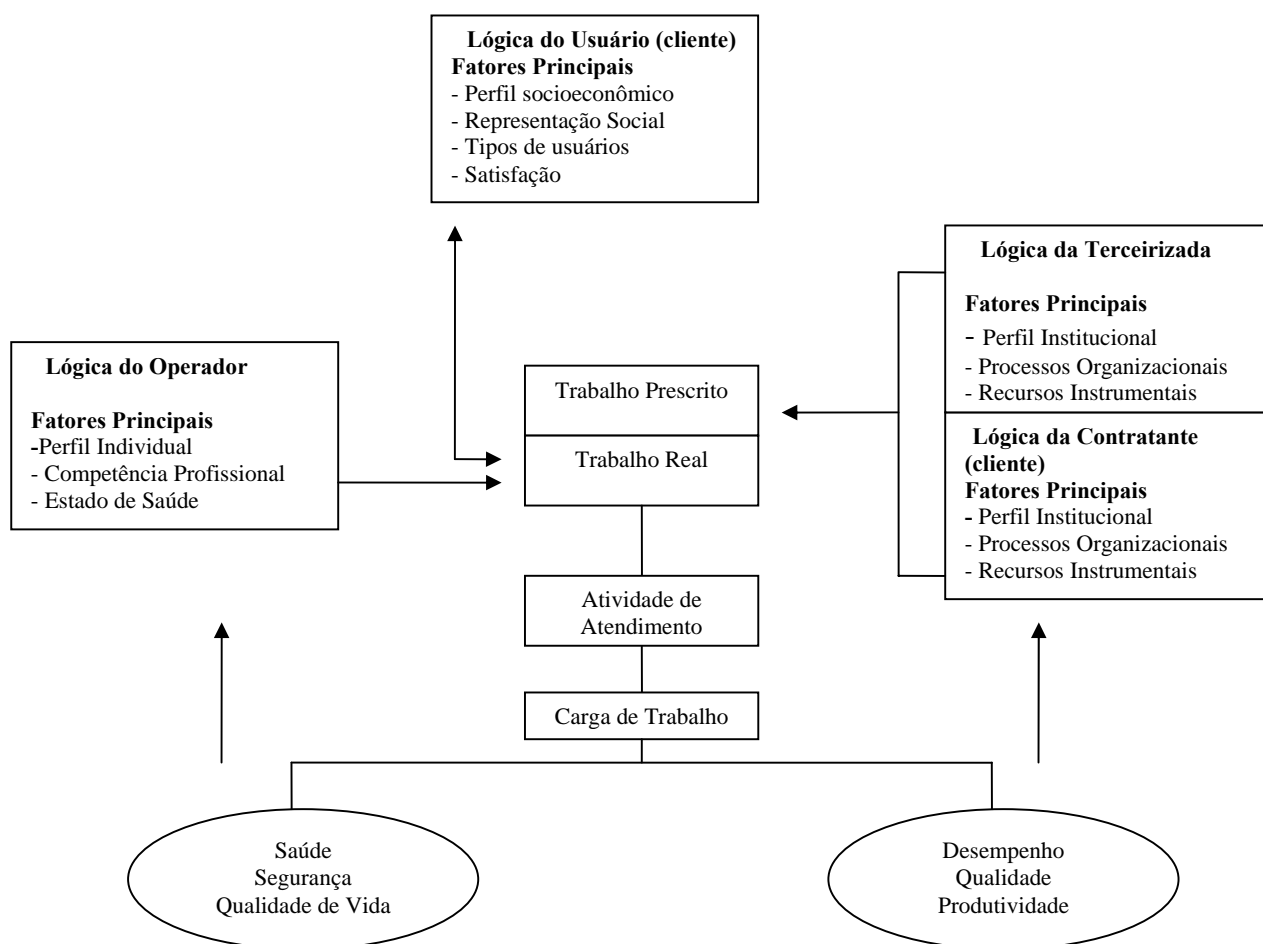 Lógica do Usuário (cliente)
Fatores Principais
- Perfil socioeconômico
- Representação Social
- Tipos de usuários
- Satisfação
Lógica da Terceirizada
Fatores Principais
- Perfil Institucional
- Processos Organizacionais
- Recursos Instrumentais
Lógica da Contratante
(cliente)
Fatores Principais
- Perfil Institucional
- Processos Organizacionais
- Recursos Instrumentais
Lógica do Operador
Fatores Principais
-Perfil Individual
- Competência Profissional
- Estado de Saúde
Trabalho Prescrito
Trabalho Real
Atividade de
Atendimento
Carga de Trabalho
Saúde
Segurança
Qualidade de Vida
Desempenho
Qualidade
Produtividade